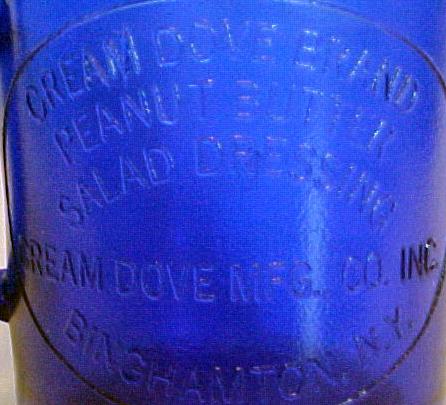 CREAM DOVE BRAND
PEANUT BUTTER
SALAD DRESSING
CREAM DOVE MFG. CO. INC.
BINGHAMTON, N.Y.